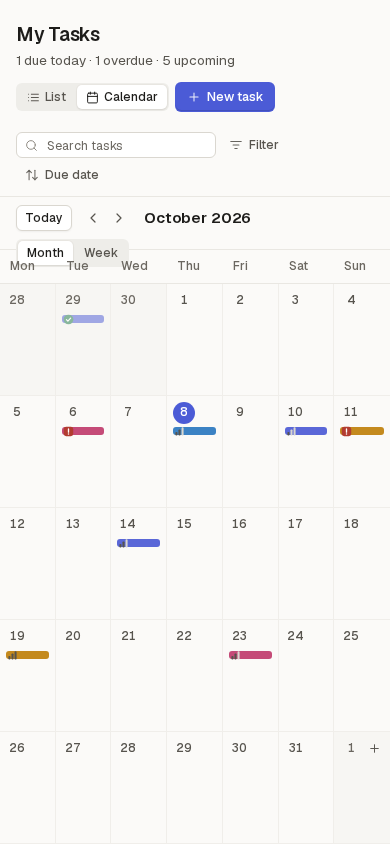 My Tasks
1 due today · 1 overdue · 5 upcoming
List Calendar + New task
Search tasks Filter
Due date
Today October 2026
Month Week
Mon Tue Wed Thu Fri Sat Sun
28 29 30 1 2 3 4
5 6 7 8 9 10 11
12 13 14 15 16 17 18
19 20 21 22 23 24 25
26 27 28 29 30 31 1 +